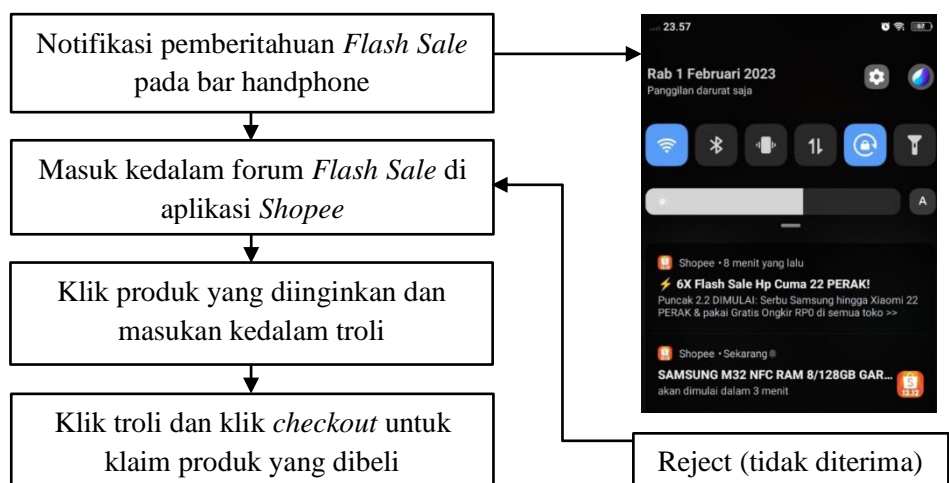 Notifikasi pemberitahuan Flash Sale
pada bar handphone
Masuk kedalam forum Flash Sale di
aplikasi Shopee
Klik produk yang diinginkan dan
masukan kedalam troli
Klik troli dan klik checkout untuk
klaim produk yang dibeli
23.57
67
Rab 1 Februari 2023
Panggilan darurat saja
A
Shopee • 8 menit yang lalu
⚡ 6X Flash Sale Hp Cuma 22 PERAK!
Puncak 2.2 DIMULAI: Serbu Samsung hingga Xiaomi 22
PERAK & pakai Gratis Ongkir RP0 di semua toko >>
Shopee • Sekarang
SAMSUNG M32 NFC RAM 8/128GB GAR...
akan dimulai dalam 3 menit
Reject (tidak diterima)